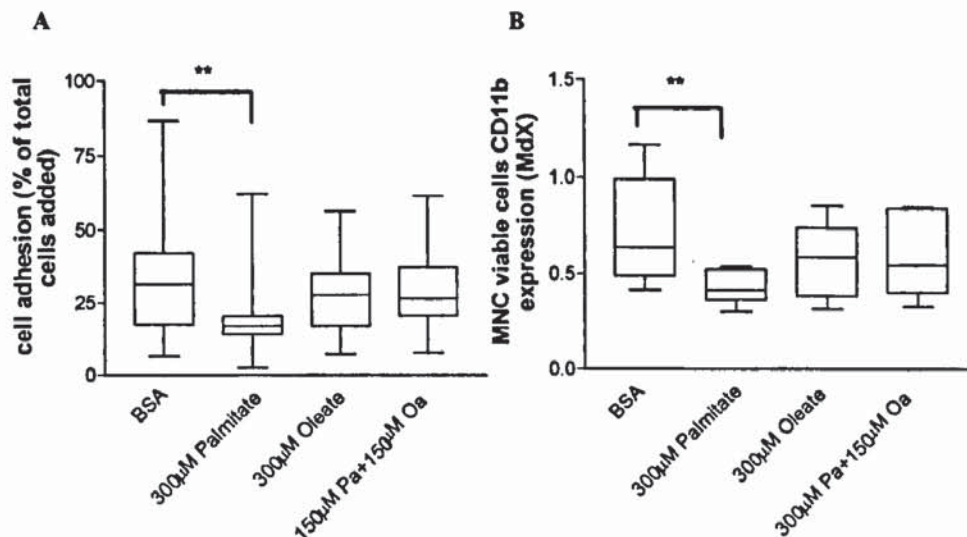 A
cell adhesion (% of total
cells added)
100
75
50
25
0
**
BSA
300µM Palmitate
300µM Oleate
150µM Pa+150µM Oa
B
MNC viable cells CD11b
expression (MdX)
1.5
1.0
0.5
0.0
**
BSA
300µM Palmitate
300µM Oleate
300µM Pa+150µM Oa